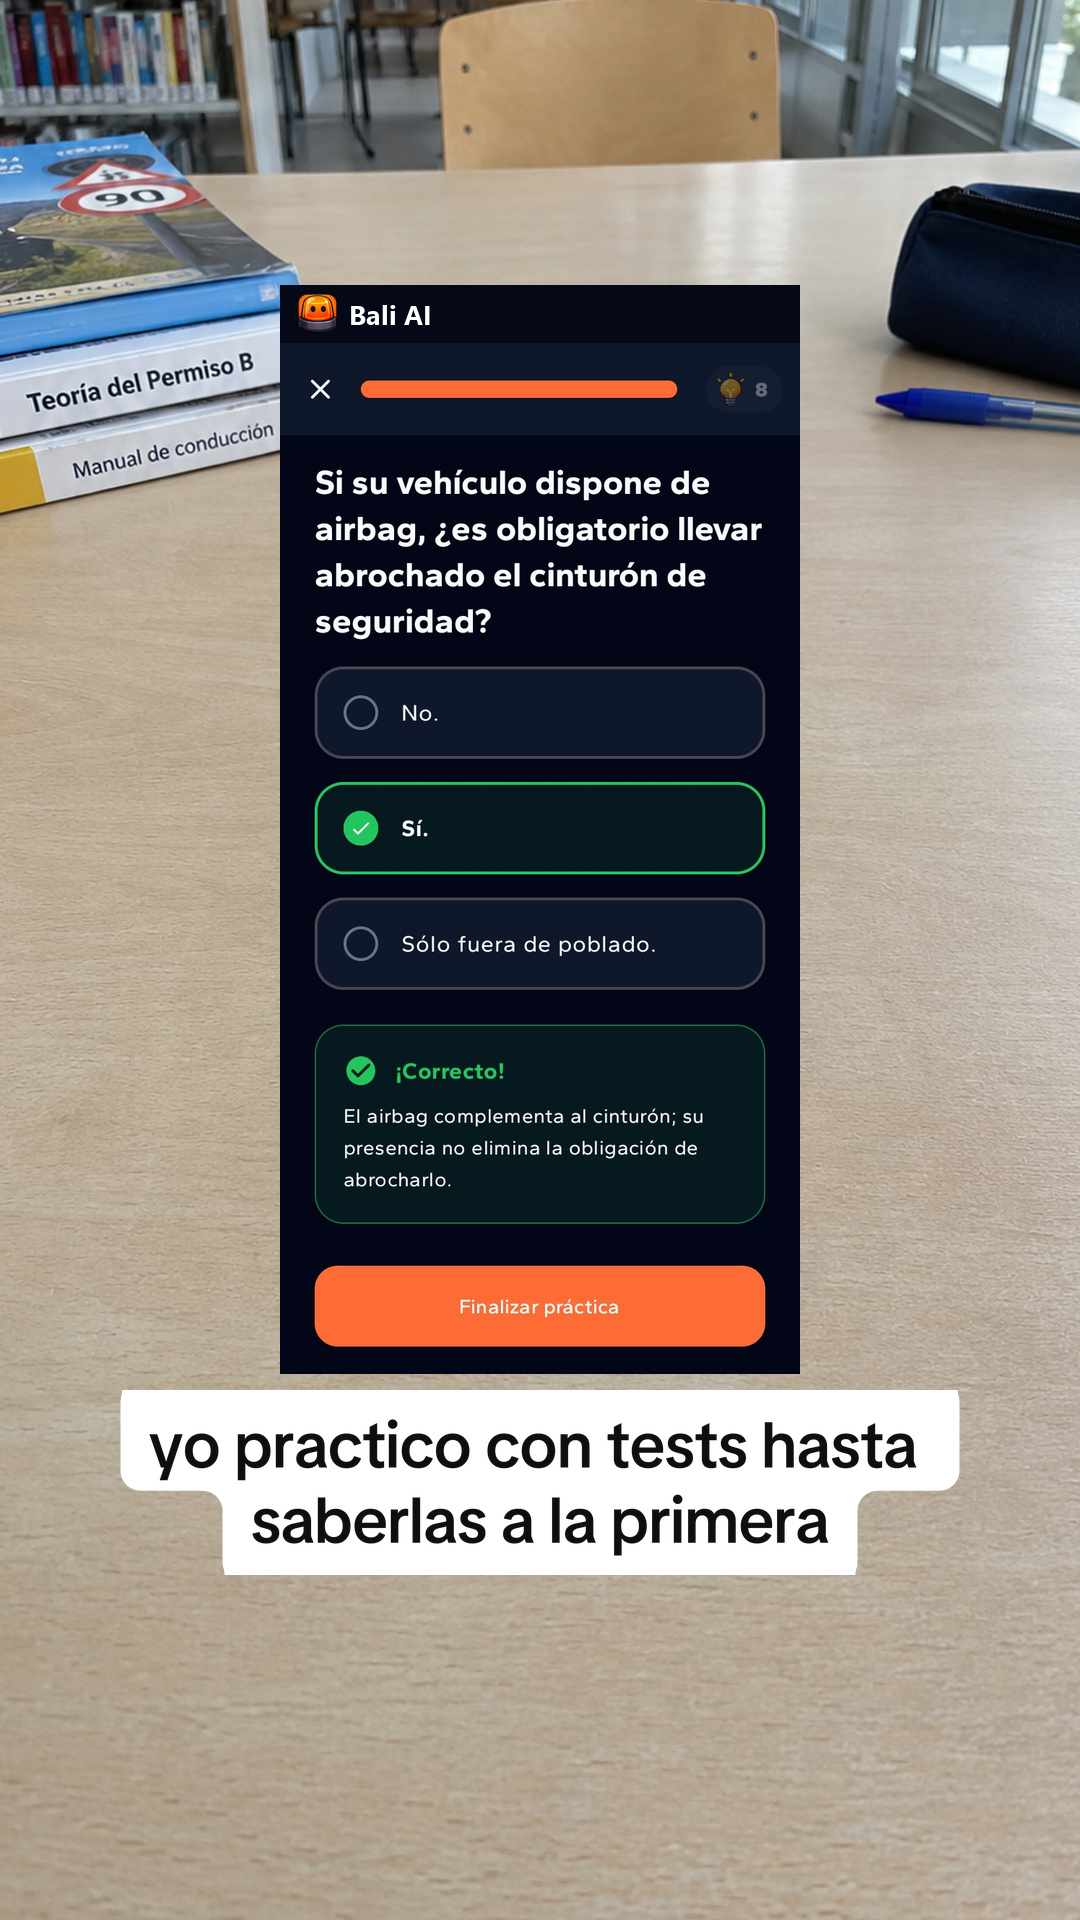 90
Teoría del Permiso B
Manual de conducción
Bali AI
8
Si su vehículo dispone de
airbag, ¿es obligatorio llevar
abrochado el cinturón de
seguridad?
No.
Sí.
Sólo fuera de poblado.
¡Correcto!
El airbag complementa al cinturón; su
presencia no elimina la obligación de
abrocharlo.
Finalizar práctica
yo practico con tests hasta
saberlas a la primera